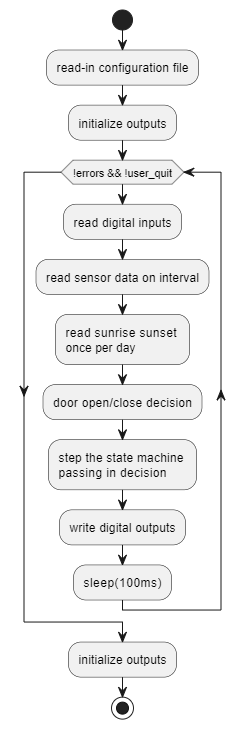 read-in configuration file
initialize outputs
!errors && !user_quit
read digital inputs
read sensor data on interval
read sunrise sunset
once per day
door open/close decision
step the state machine
passing in decision
write digital outputs
sleep(100ms)
initialize outputs